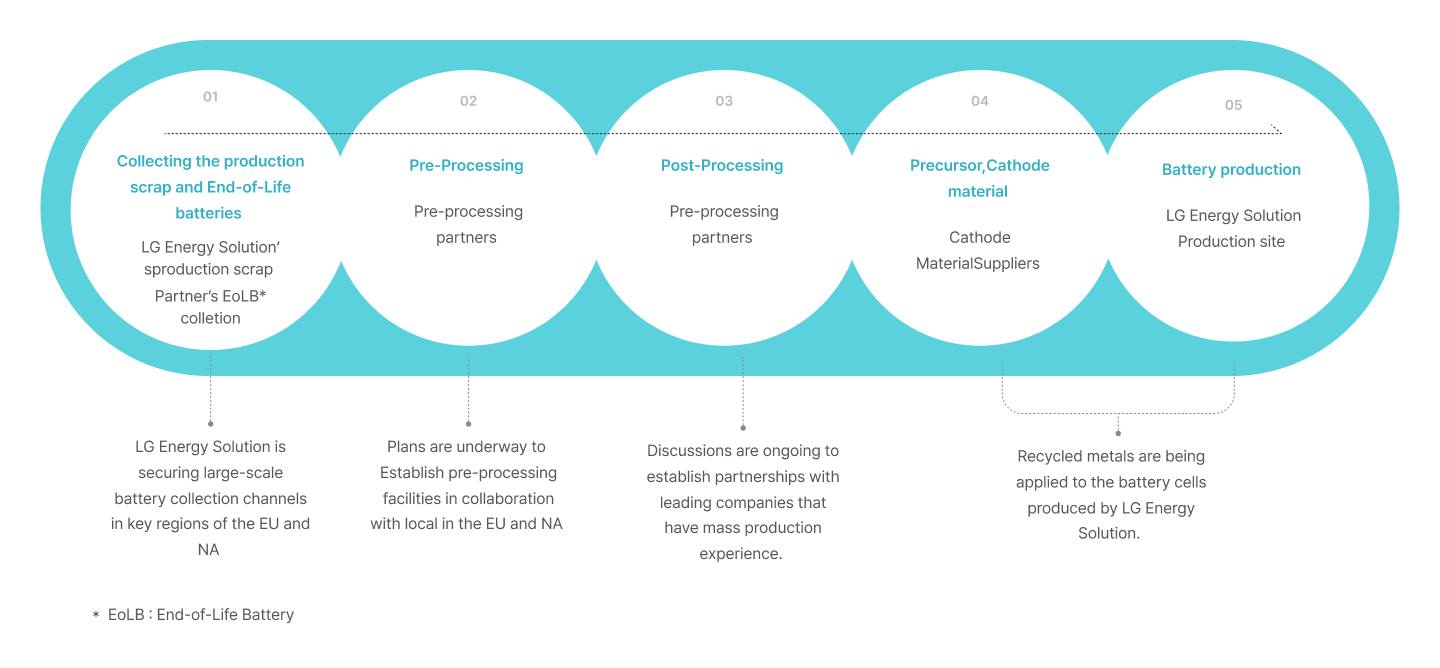 01
Collecting the production
scrap and End-of-Life
batteries
LG Energy Solution’
sproduction scrap
Partner’s EoLB*
colletion
02
Pre-Processing
Pre-processing
partners
03
Post-Processing
Pre-processing
partners
04
Precursor,Cathode
material
Cathode
MaterialSuppliers
05
Battery production
LG Energy Solution
Production site
LG Energy Solution is
securing large-scale
battery collection channels
in key regions of the EU and
NA
Plans are underway to
Establish pre-processing
facilities in collaboration
with local in the EU and NA
Discussions are ongoing to
establish partnerships with
leading companies that
have mass production
experience.
Recycled metals are being
applied to the battery cells
produced by LG Energy
Solution.
* EoLB : End-of-Life Battery